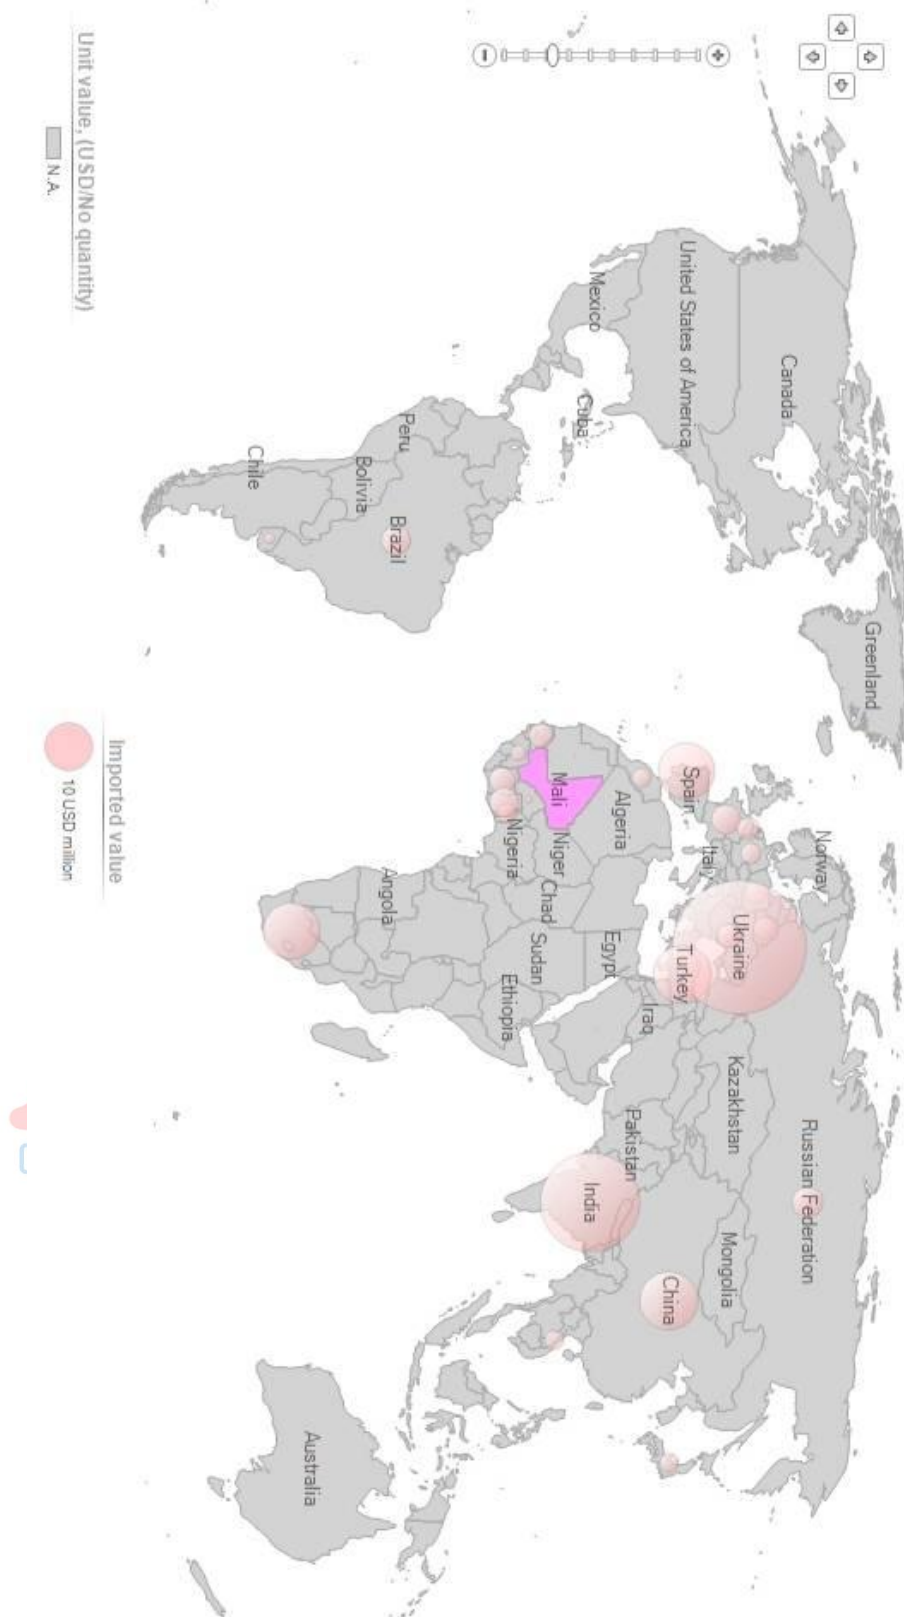 Greenland
Canada
United States of America
Mexico
Cuba
Peru
Bolivia
Brazil
Chile
Norway
Ukraine
Spain
Italy
Turkey
Russian Federation
Kazakhstan
Mongolia
China
Algeria
Egypt
Iraq
Pakistan
India
Mali
Niger
Chad
Sudan
Nigeria
Ethiopia
Angola
Australia
Unit value, (USD/No quantity)
N.A.
Imported value
10 USD million